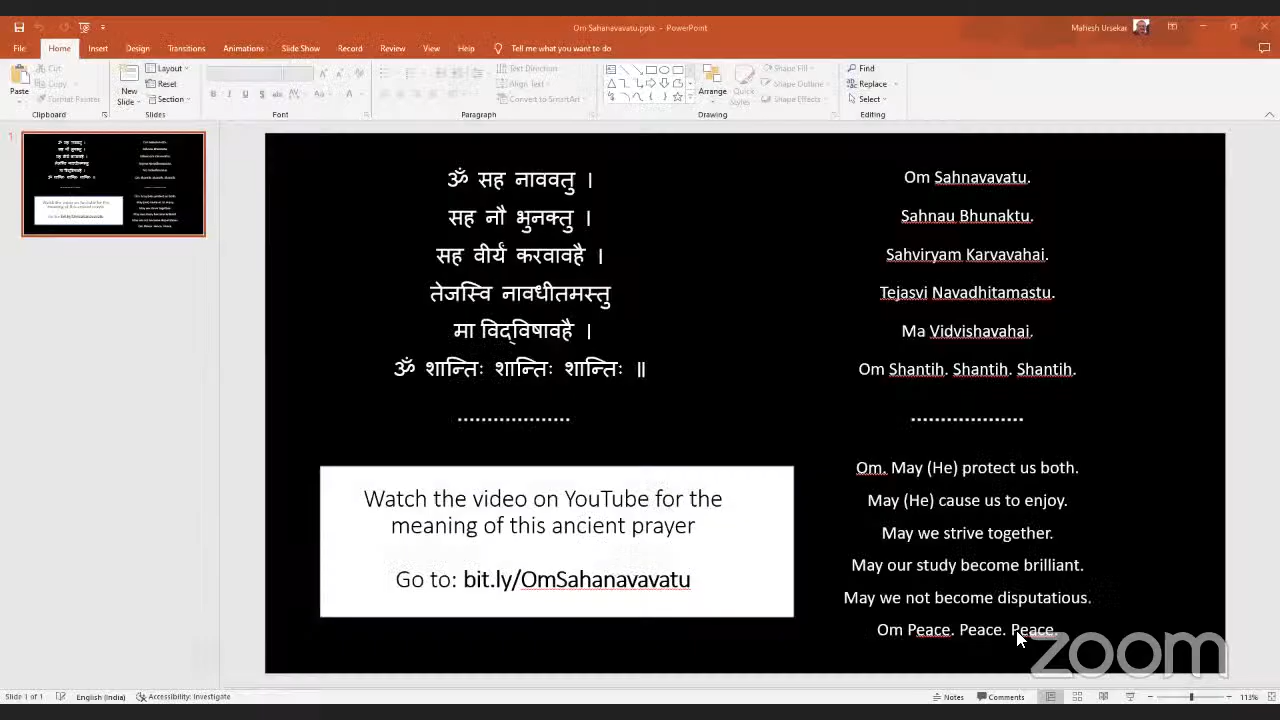 Om Sahanavavatu.pptx - PowerPoint
Mahesh Ursekar
File Home Insert Design Transitions Animations Slide Show Record Review View Help Tell me what you want to do
Paste
Cut
Copy
Format Painter
Clipboard
New Slide
Layout
Reset
Section
Slides
Font
Text Direction
Align Text
Convert to SmartArt
Paragraph
Arrange
Quick Styles
Shape Fill
Shape Outline
Shape Effects
Drawing
Find
Replace
Select
Editing
1
ॐ सह नाववतु ।
सह नौ भुनक्तु ।
सह वीर्यं करवावहै ।
तेजस्वि नावधीतमस्तु
मा विद्‌विषावहै ।
ॐ शान्तिः शान्तिः शान्तिः ॥
...................
Watch the video on YouTube for the
meaning of this ancient prayer
Go to: bit.ly/OmSahanavavatu
Om Sahnavavatu.
Sahnau Bhunaktu.
Sahviryam Karvavahai.
Tejasvi Navadhitamastu.
Ma Vidvishavahai.
Om Shantih. Shantih. Shantih.
...................
Om. May (He) protect us both.
May (He) cause us to enjoy.
May we strive together.
May our study become brilliant.
May we not become disputatious.
Om Peace. Peace. Peace.
zoom
Slide 1 of 1 English (India) Accessibility: Investigate Notes Comments 113%